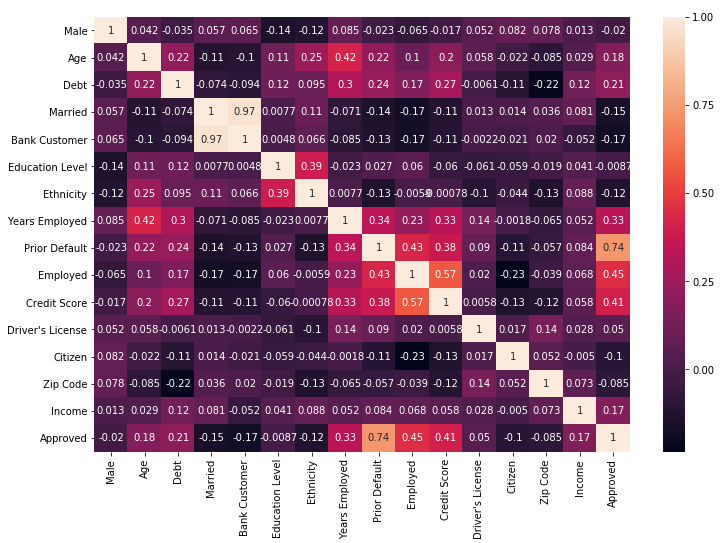 Male 1 0.042 -0.035 0.057 0.065 -0.14 -0.12 0.085 -0.023 -0.065 -0.017 0.052 0.082 0.078 0.013 -0.02
Age 0.042 1 0.22 -0.11 -0.1 0.11 0.25 0.42 0.22 0.1 0.2 0.058 -0.022 -0.085 0.029 0.18
Debt -0.035 0.22 1 -0.074 -0.094 0.12 0.095 0.3 0.24 0.17 0.27 -0.0061 -0.11 -0.22 0.12 0.21
Married 0.057 -0.11 -0.074 1 0.97 0.0077 0.11 -0.071 -0.14 -0.17 -0.11 0.013 0.014 0.036 0.081 -0.15
Bank Customer 0.065 -0.1 -0.094 0.97 1 0.0048 0.066 -0.085 -0.13 -0.17 -0.11 -0.0022 -0.021 0.02 -0.052 -0.17
Education Level -0.14 0.11 0.12 0.0077 0.0048 1 0.39 -0.023 0.027 0.06 -0.06 -0.061 -0.059 -0.019 0.041 -0.0087
Ethnicity -0.12 0.25 0.095 0.11 0.066 0.39 1 0.0077 -0.13 -0.0059 -0.00078 -0.1 -0.044 -0.13 0.088 -0.12
Years Employed 0.085 0.42 0.3 -0.071 -0.085 -0.023 0.0077 1 0.34 0.23 0.33 0.14 -0.0018 -0.065 0.052 0.33
Prior Default -0.023 0.22 0.24 -0.14 -0.13 0.027 -0.13 0.34 1 0.43 0.38 0.09 -0.11 -0.057 0.084 0.74
Employed -0.065 0.1 0.17 -0.17 -0.17 0.06 -0.0059 0.23 0.43 1 0.57 0.02 -0.23 -0.039 0.068 0.45
Credit Score -0.017 0.2 0.27 -0.11 -0.11 -0.06 -0.00078 0.33 0.38 0.57 1 0.0058 -0.13 -0.12 0.058 0.41
Driver's License 0.052 0.058 -0.0061 0.013 -0.0022 -0.061 -0.1 0.14 0.09 0.02 0.0058 1 0.017 0.14 0.028 0.05
Citizen 0.082 -0.022 -0.11 0.014 -0.021 -0.059 -0.044 -0.0018 -0.11 -0.23 -0.13 0.017 1 0.052 -0.005 -0.1
Zip Code 0.078 -0.085 -0.22 0.036 0.02 -0.019 -0.13 -0.065 -0.057 -0.039 -0.12 0.14 0.052 1 0.073 -0.085
Income 0.013 0.029 0.12 0.081 -0.052 0.041 0.088 0.052 0.084 0.068 0.058 0.028 -0.005 0.073 1 0.17
Approved -0.02 0.18 0.21 -0.15 -0.17 -0.0087 -0.12 0.33 0.74 0.45 0.41 0.05 -0.1 -0.085 0.17 1
Male
Age
Debt
Married
Bank Customer
Education Level
Ethnicity
Years Employed
Prior Default
Employed
Credit Score
Driver's License
Citizen
Zip Code
Income
Approved
1.00
0.75
0.50
0.25
0.00